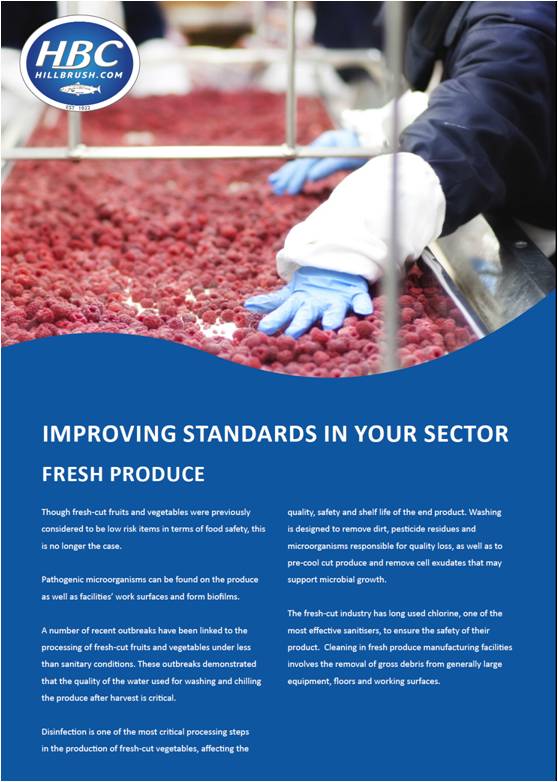 HBC
HILLBRUSH.COM
EST 1922
IMPROVING STANDARDS IN YOUR SECTOR
FRESH PRODUCE
Though fresh-cut fruits and vegetables were previously
considered to be low risk items in terms of food safety, this
is no longer the case.
Pathogenic microorganisms can be found on the produce
as well as facilities’ work surfaces and form biofilms.
A number of recent outbreaks have been linked to the
processing of fresh-cut fruits and vegetables under less
than sanitary conditions. These outbreaks demonstrated
that the quality of the water used for washing and chilling
the produce after harvest is critical.
Disinfection is one of the most critical processing steps
in the production of fresh-cut vegetables, affecting the
quality, safety and shelf life of the end product. Washing
is designed to remove dirt, pesticide residues and
microorganisms responsible for quality loss, as well as to
pre-cool cut produce and remove cell exudates that may
support microbial growth.
The fresh-cut industry has long used chlorine, one of the
most effective sanitisers, to ensure the safety of their
product. Cleaning in fresh produce manufacturing facilities
involves the removal of gross debris from generally large
equipment, floors and working surfaces.